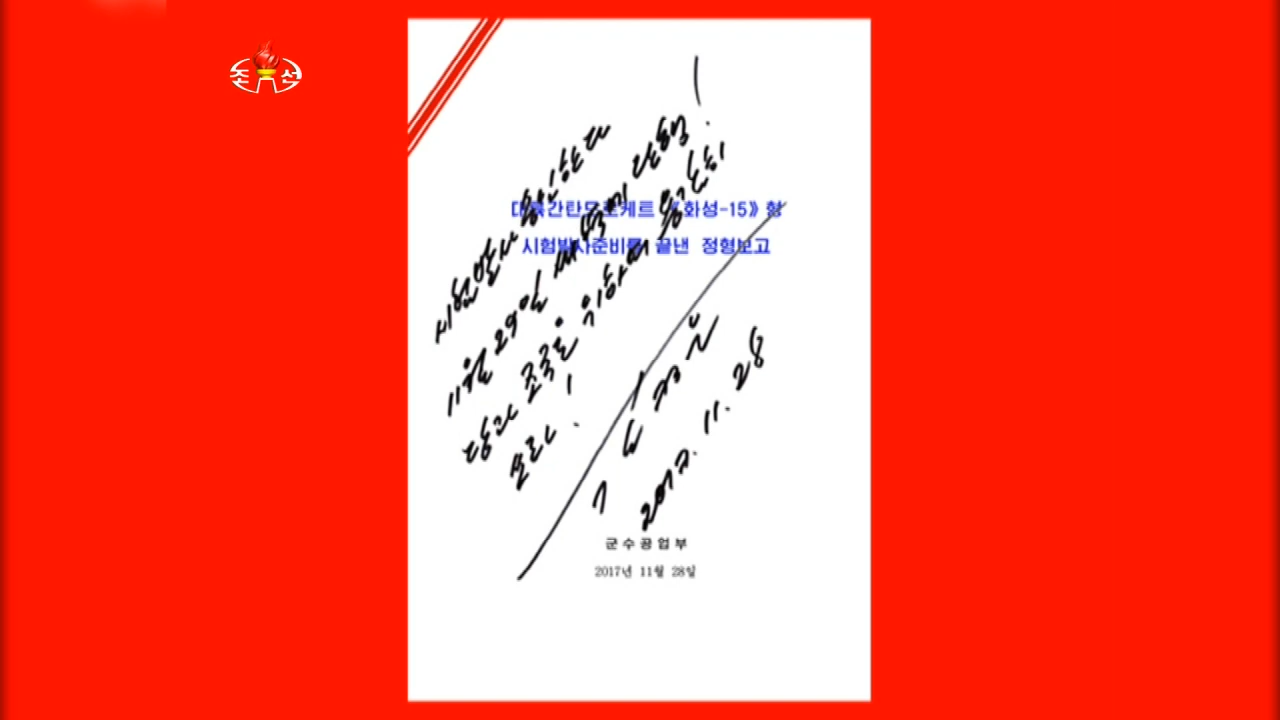 조선
대륙간탄도로케트 《화성-15》형
시험발사준비를 끝낸 정형보고
시험발사 승인한다
11월 29일 새벽에 단행!
당과 조국을 위하여 용감히
쏘라!
김정은
2017. 11. 28
군수공업부
2017년 11월 28일